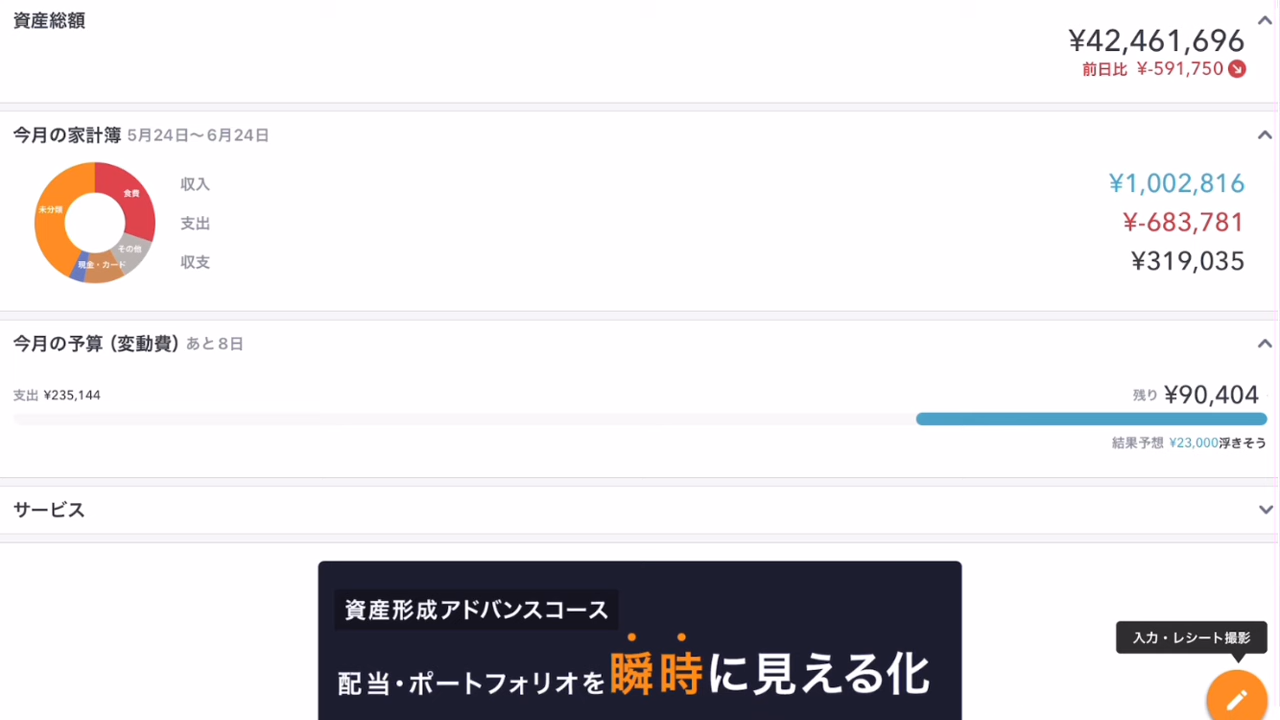 資産総額
¥42,461,696
前日比 ¥-591,750
今月の家計簿 5月24日～6月24日
食費
未分類
その他
現金・カード
収入 ¥1,002,816
支出 ¥-683,781
収支 ¥319,035
今月の予算（変動費） あと8日
支出 ¥235,144 残り ¥90,404
結果予想 ¥23,000浮きそう
サービス
資産形成アドバンスコース
配当・ポートフォリオを瞬時に見える化
入力・レシート撮影